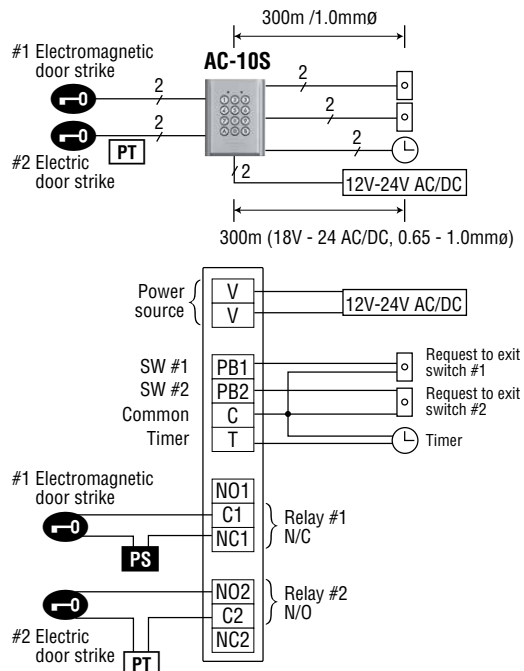 300m /1.0mmø
#1 Electromagnetic
door strike
AC-10S
2
2
2
2
2
2
#2 Electric
door strike
PT
12V-24V AC/DC
300m (18V - 24 AC/DC, 0.65 - 1.0mmø)
Power
source
V
V
12V-24V AC/DC
SW #1
PB1
Request to exit
switch #1
SW #2
PB2
Request to exit
switch #2
Common
C
Timer
T
Timer
#1 Electromagnetic
door strike
NO1
C1
NC1
Relay #1
N/C
PS
NO2
C2
NC2
Relay #2
N/O
#2 Electric
door strike
PT